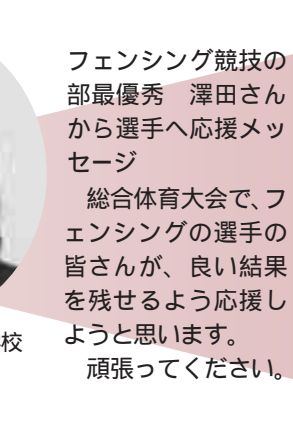 フェンシング競技の
部最優秀　澤田さん
から選手へ応援メッ
セージ
　総合体育大会で、フ
ェンシングの選手の
皆さんが、良い結果
を残せるよう応援し
ようと思います。
　頑張ってください。
校